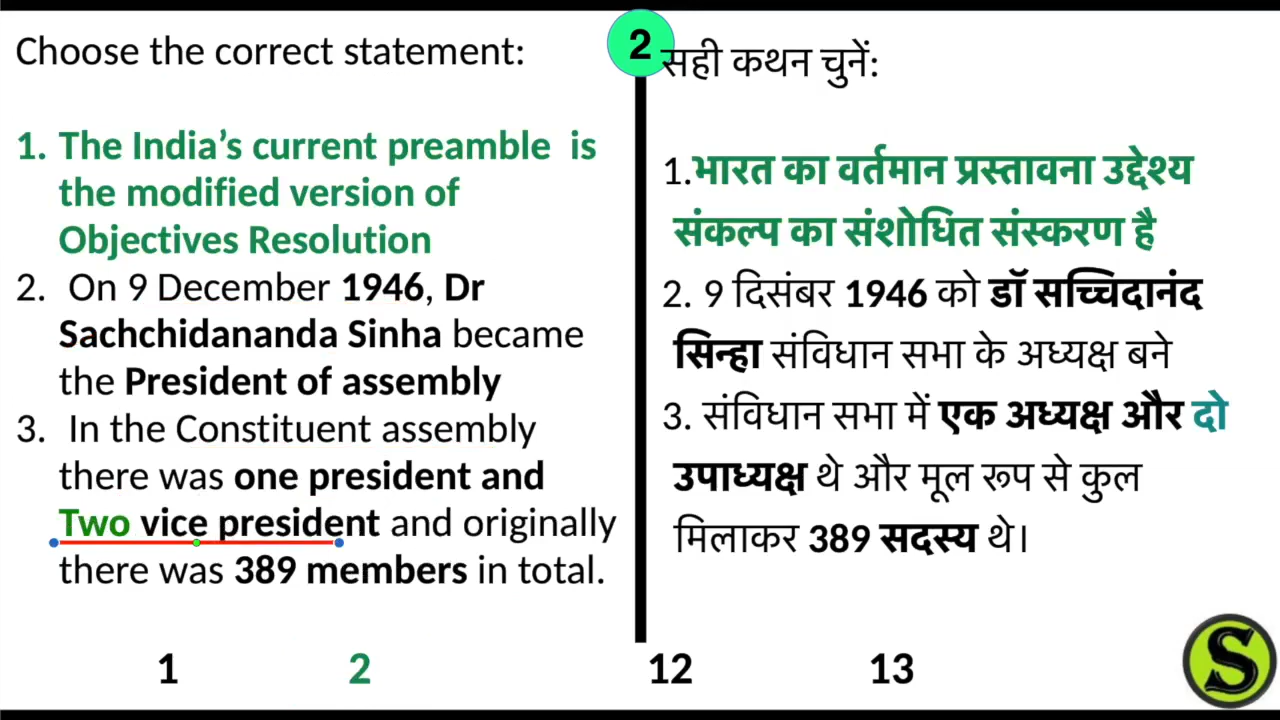 Choose the correct statement:
1. The India's current preamble is
the modified version of
Objectives Resolution
2. On 9 December 1946, Dr
Sachchidananda Sinha became
the President of assembly
3. In the Constituent assembly
there was one president and
Two vice president and originally
there was 389 members in total.
2
सही कथन चुनें:
1.भारत का वर्तमान प्रस्तावना उद्देश्य
संकल्प का संशोधित संस्करण है
2. 9 दिसंबर 1946 को डॉ सच्चिदानंद
सिन्हा संविधान सभा के अध्यक्ष बने
3. संविधान सभा में एक अध्यक्ष और दो
उपाध्यक्ष थे और मूल रूप से कुल
मिलाकर 389 सदस्य थे।
1 2 12 13
S